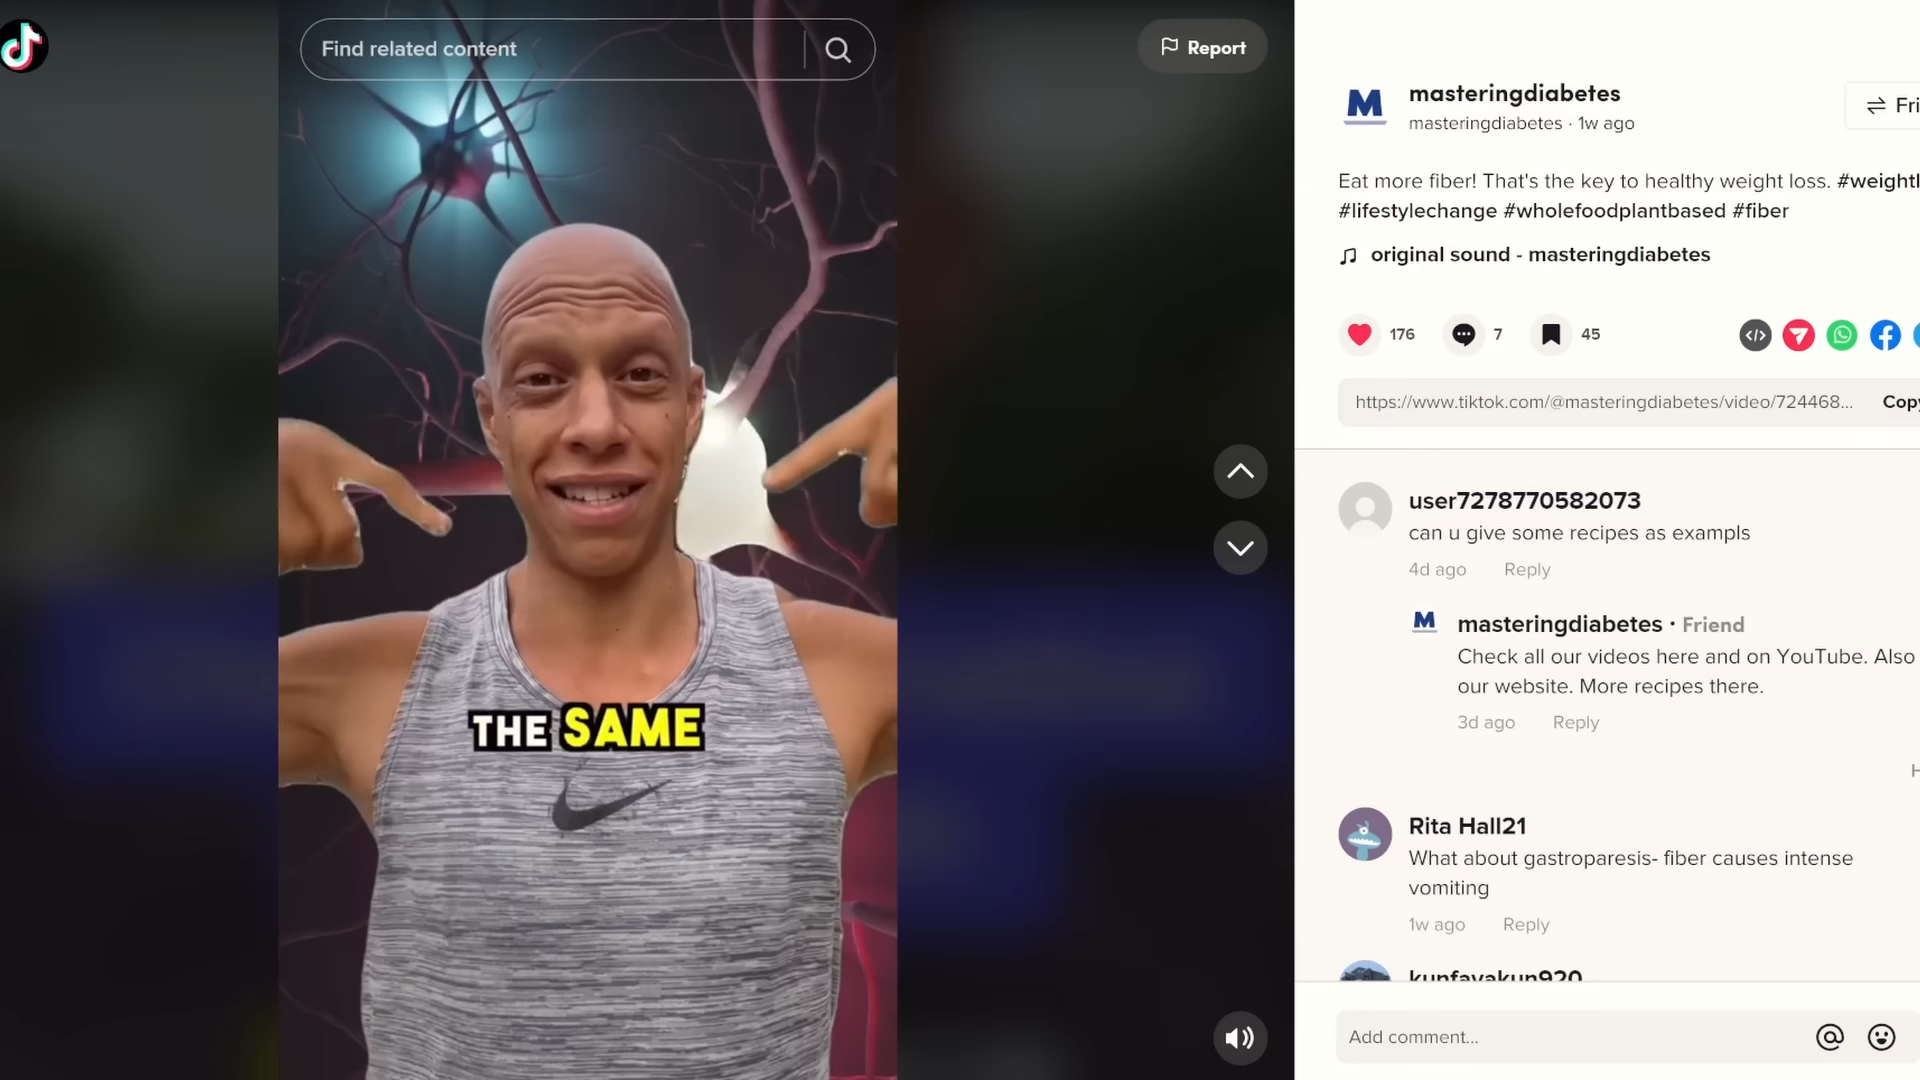 Find related content
Report
THE SAME
M
masteringdiabetes
masteringdiabetes · 1w ago
Fri
Eat more fiber! That's the key to healthy weight loss. #weightl
#lifestylechange #wholefoodplantbased #fiber
original sound - masteringdiabetes
176
7
45
https://www.tiktok.com/@masteringdiabetes/video/724468...
Copy
user7278770582073
can u give some recipes as exampls
4d ago
Reply
M
masteringdiabetes · Friend
Check all our videos here and on YouTube. Also
our website. More recipes there.
3d ago
Reply
H
Rita Hall21
What about gastroparesis- fiber causes intense
vomiting
1w ago
Reply
kunfayakun920
Add comment...